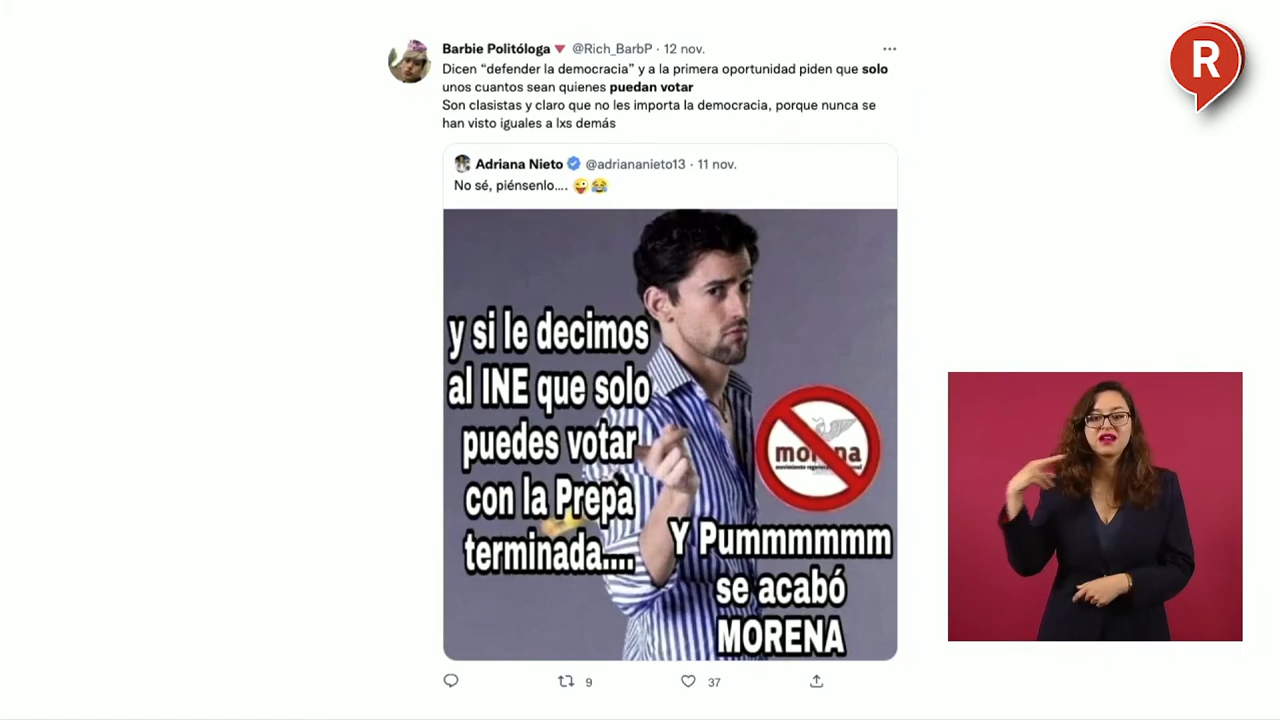 Barbie Politóloga 🔻 @Rich_BarbP · 12 nov.
Dicen “defender la democracia” y a la primera oportunidad piden que solo
unos cuantos sean quienes puedan votar
Son clasistas y claro que no les importa la democracia, porque nunca se
han visto iguales a lxs demás
Adriana Nieto @adriananieto13 · 11 nov.
No sé, piénsenlo.... 😜😂
y si le decimos
al INE que solo
puedes votar
con la Prepa
terminada....
morena
Y Pummmmmm
se acabó
MORENA
9
37
R